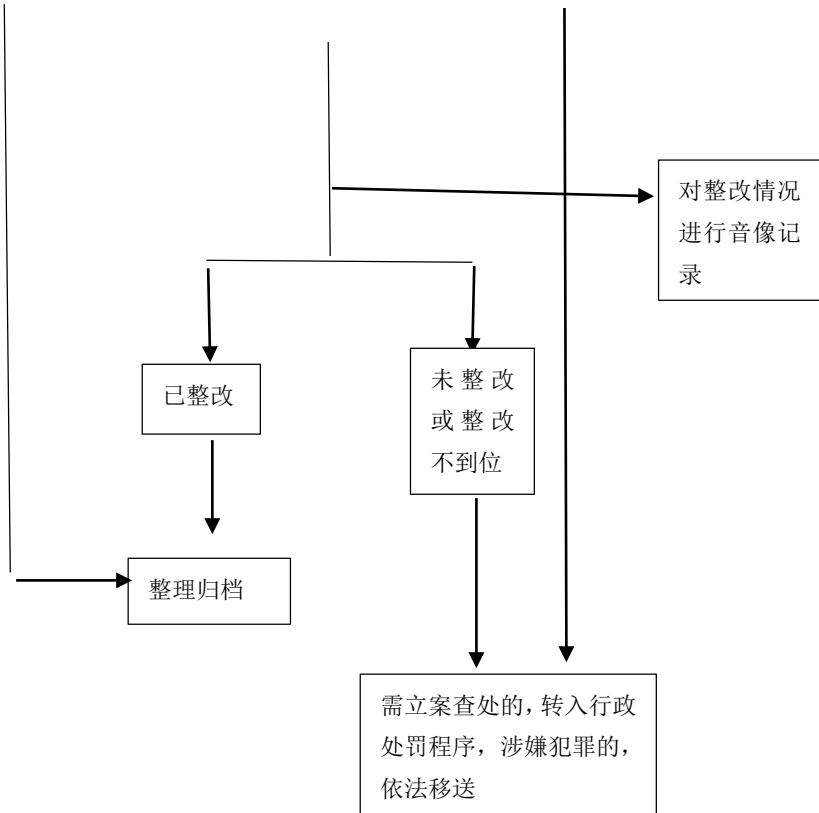 对整改情况
进行音像记
录
已整改
未整改
或整改
不到位
整理归档
需立案查处的，转入行政
处罚程序，涉嫌犯罪的，
依法移送